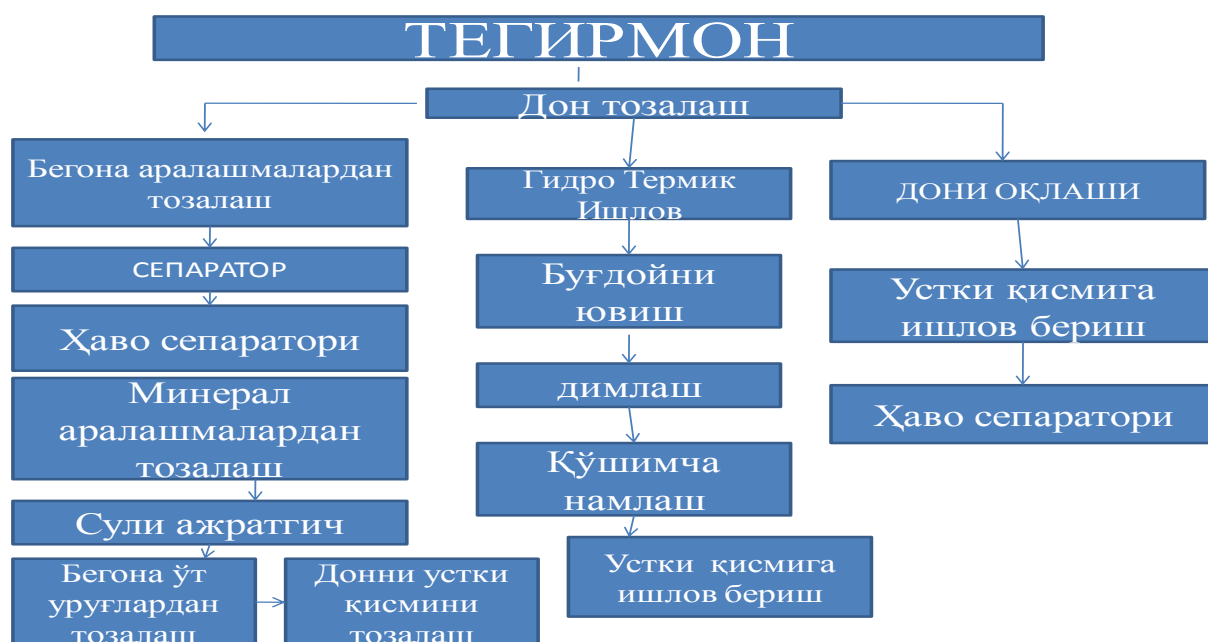 ТЕГИРМОН
Дон тозалаш
Бегона аралашмалардан
тозалаш
СЕПАРАТОР
Ҳаво сепаратори
Минерал
аралашмалардан
тозалаш
Сули ажратгич
Бегона ўт
уруғлардан
тозалаш
Донни устки
қисмини
тозалаш
Гидро Термик
Ишлов
Буғдойни
ювиш
димлаш
Қўшимча
намлаш
Устки қисмига
ишлов бериш
ДОНИ ОҚЛАШИ
Устки қисмига
ишлов бериш
Ҳаво сепаратори